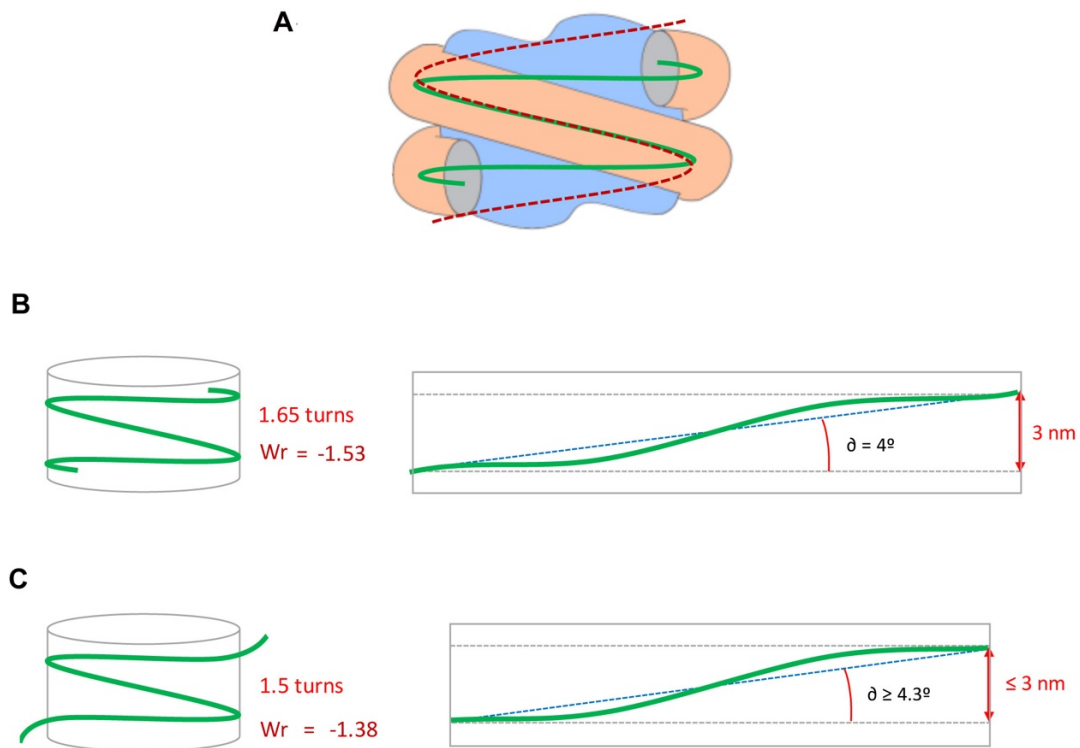 A
B
1.65 turns
Wr = -1.53
∂ = 4º
3 nm
C
1.5 turns
Wr = -1.38
∂ ≥ 4.3º
≤ 3 nm